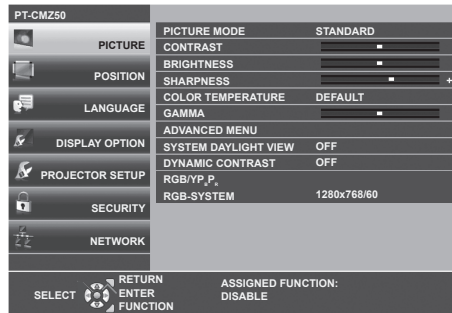 PT-CMZ50
PICTURE
POSITION
LANGUAGE
DISPLAY OPTION
PROJECTOR SETUP
SECURITY
NETWORK
PICTURE MODE STANDARD
CONTRAST
BRIGHTNESS
SHARPNESS +
COLOR TEMPERATURE DEFAULT
GAMMA
ADVANCED MENU
SYSTEM DAYLIGHT VIEW OFF
DYNAMIC CONTRAST OFF
RGB/YPBPR
RGB-SYSTEM 1280x768/60
SELECT
RETURN
ENTER
FUNCTION
ASSIGNED FUNCTION:
DISABLE